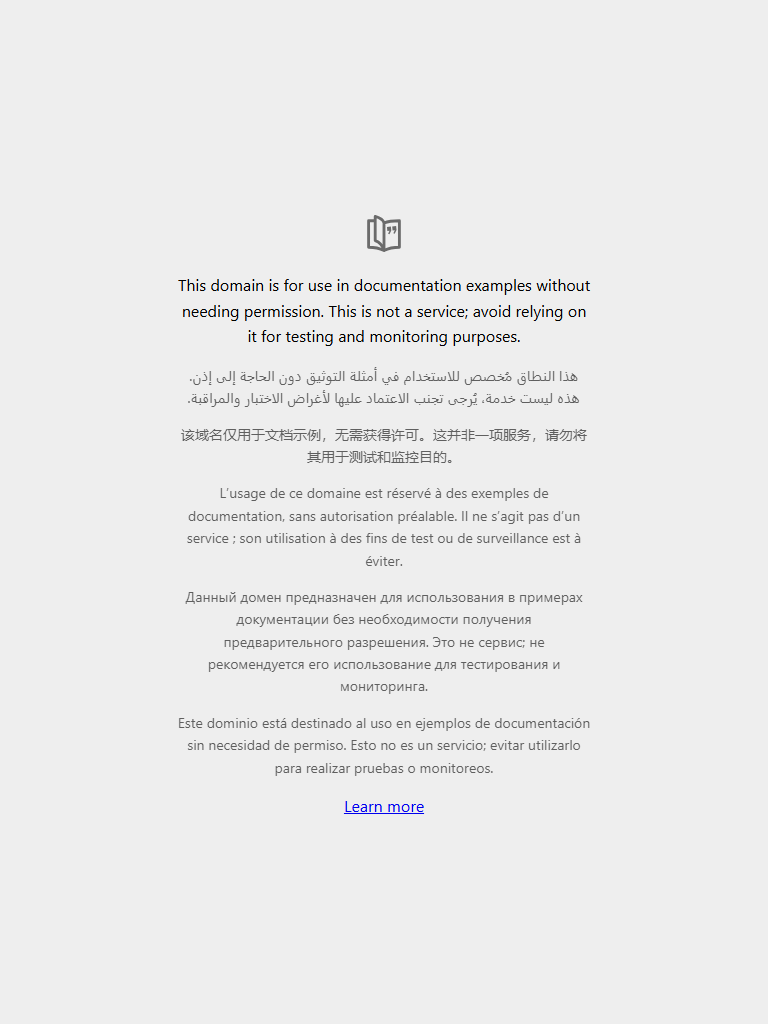 This domain is for use in documentation examples without
needing permission. This is not a service; avoid relying on
it for testing and monitoring purposes.
هذا النطاق مُخصص للاستخدام في أمثلة التوثيق دون الحاجة إلى إذن.
هذه ليست خدمة، يُرجى تجنب الاعتماد عليها لأغراض الاختبار والمراقبة.
该域名仅用于文档示例，无需获得许可。这并非一项服务，请勿将
其用于测试和监控目的。
L’usage de ce domaine est réservé à des exemples de
documentation, sans autorisation préalable. Il ne s’agit pas d’un
service ; son utilisation à des fins de test ou de surveillance est à
éviter.
Данный домен предназначен для использования в примерах
документации без необходимости получения
предварительного разрешения. Это не сервис; не
рекомендуется его использование для тестирования и
мониторинга.
Este dominio está destinado al uso en ejemplos de documentación
sin necesidad de permiso. Esto no es un servicio; evitar utilizarlo
para realizar pruebas o monitoreos.
Learn more